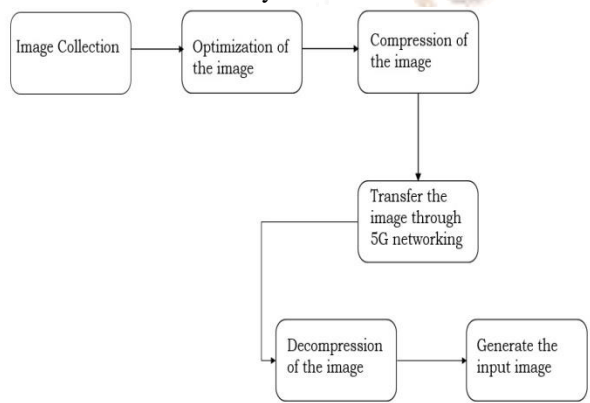 Image Collection
Optimization of
the image
Compression of
the image
Transfer the
image through
5G networking
Decompression
of the image
Generate the
input image